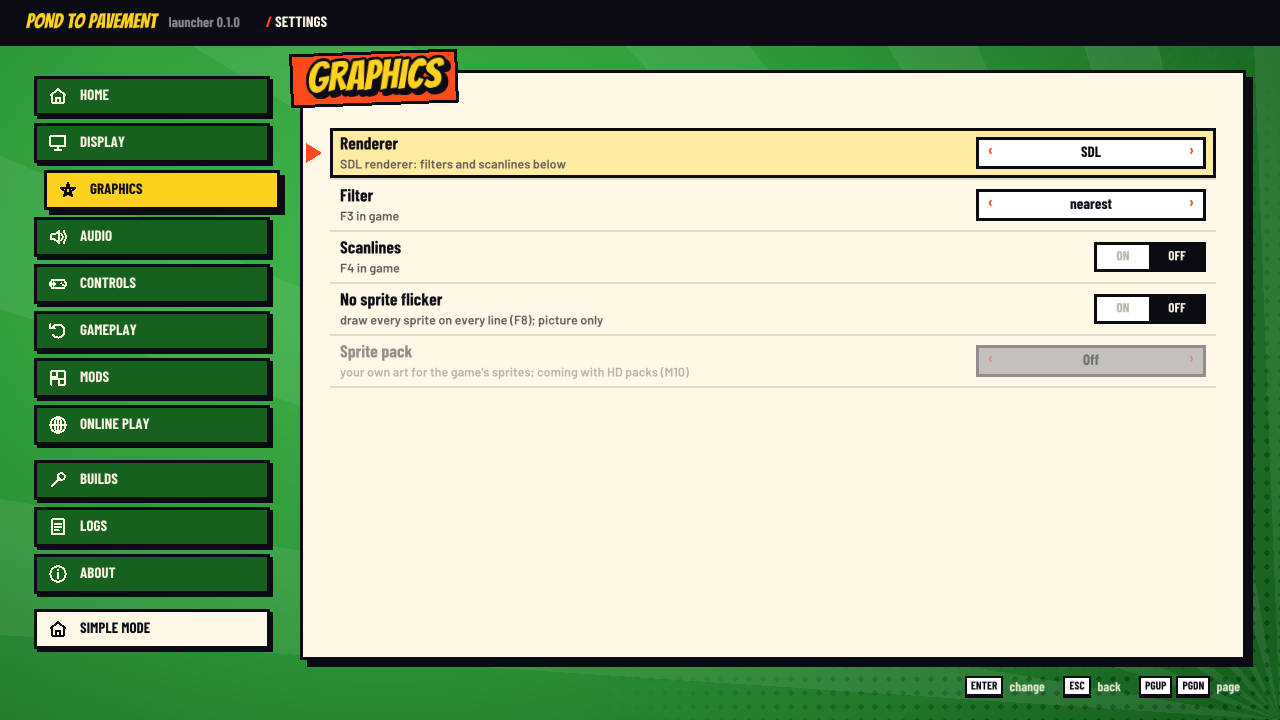 POND TO PAVEMENT launcher 0.1.0 / SETTINGS
GRAPHICS
HOME
DISPLAY
GRAPHICS
AUDIO
CONTROLS
GAMEPLAY
MODS
ONLINE PLAY
BUILDS
LOGS
ABOUT
SIMPLE MODE
Renderer
SDL renderer: filters and scanlines below
‹ SDL ›
Filter
F3 in game
‹ nearest ›
Scanlines
F4 in game
ON OFF
No sprite flicker
draw every sprite on every line (F8); picture only
ON OFF
Sprite pack
your own art for the game's sprites; coming with HD packs (M10)
‹ Off ›
ENTER change ESC back PGUP PGDN page